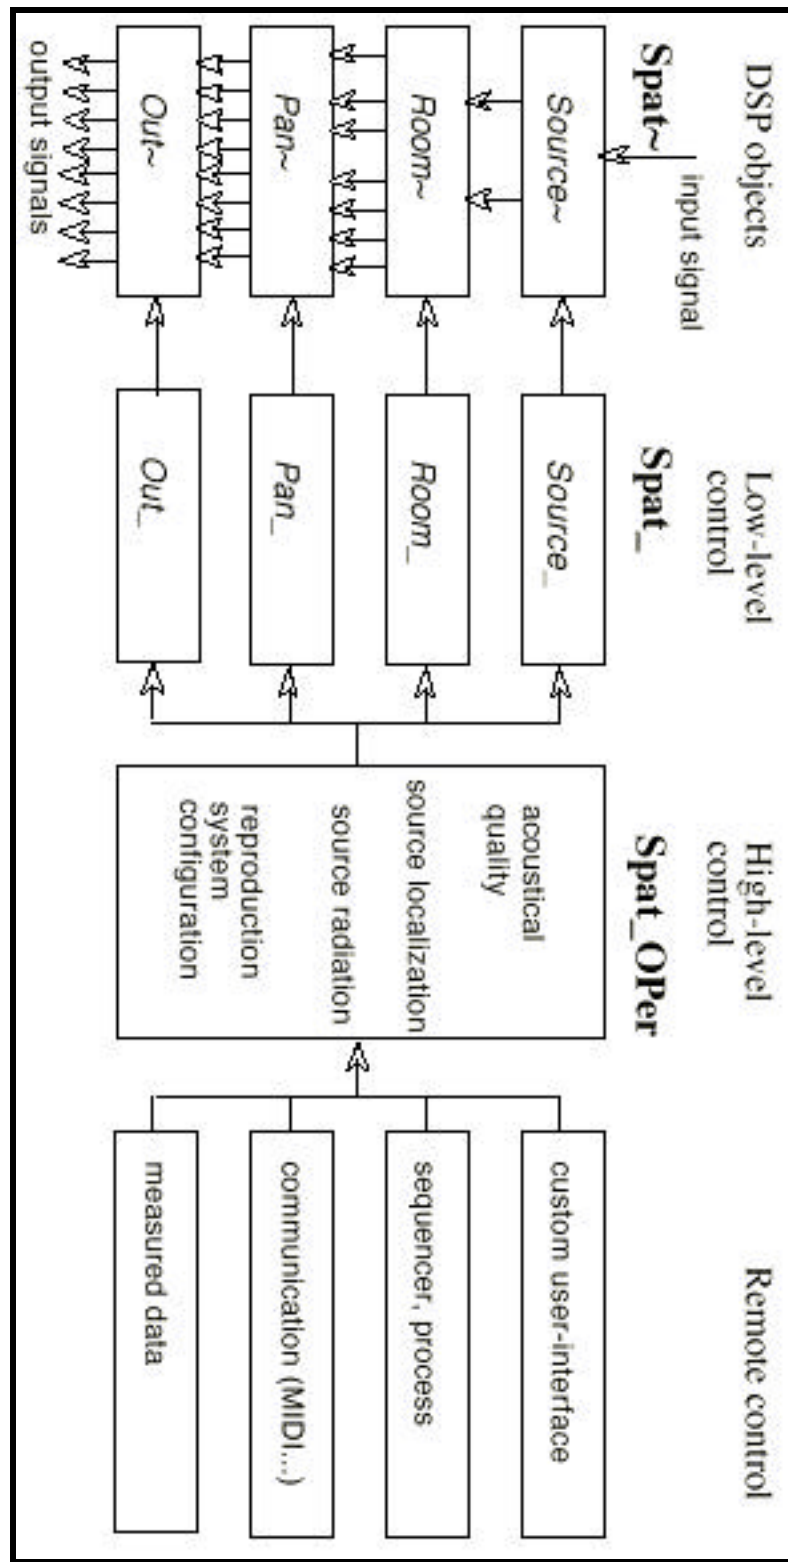 DSP objects
Low-level
control
High-level
control
Remote control
Spat~
Spat_
Spat_OPer
input signal
Source~
Source_
acoustical
quality
custom user-interface
Room~
Room_
source localization
sequencer, process
Pan~
Pan_
source radiation
communication (MIDI...)
Out~
Out_
reproduction
system
configuration
measured data
output signals